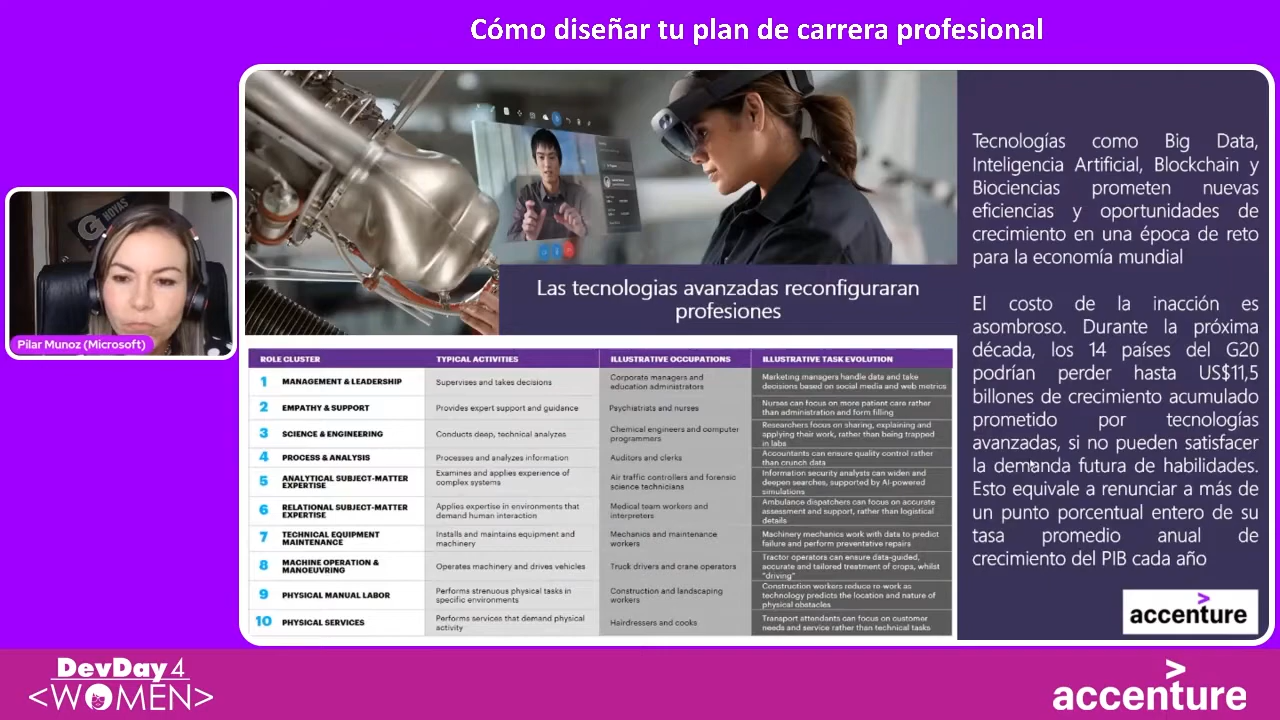 Cómo diseñar tu plan de carrera profesional
HOYAS
Pilar Munoz (Microsoft)
Las tecnologias avanzadas reconfiguraran
profesiones
ROLE CLUSTER TYPICAL ACTIVITIES ILLUSTRATIVE OCCUPATIONS ILLUSTRATIVE TASK EVOLUTION
1 MANAGEMENT & LEADERSHIP
Supervises and takes decisions
Corporate managers and
education administrators
Marketing managers handle data and take
decisions based on social media and web metrics
2 EMPATHY & SUPPORT
Provides expert support and guidance
Psychiatrists and nurses
Nurses can focus on more patient care rather
than administration and form filling
3 SCIENCE & ENGINEERING
Conducts deep, technical analyzes
Chemical engineers and computer
programmers
Researchers focus on sharing, explaining and
applying their work, rather than being trapped
in labs
4 PROCESS & ANALYSIS
Processes and analyzes information
Auditors and clerks
Accountants can ensure quality control rather
than crunch data
5 ANALYTICAL SUBJECT-MATTER
EXPERTISE
Examines and applies experience of
complex systems
Air traffic controllers and forensic
science technicians
Information security analysts can widen and
deepen searches, supported by AI-powered
simulations
6 RELATIONAL SUBJECT-MATTER
EXPERTISE
Applies expertise in environments that
demand human interaction
Medical team workers and
interpreters
Ambulance dispatchers can focus on accurate
assessment and support, rather than logistical
details
7 TECHNICAL EQUIPMENT
MAINTENANCE
Installs and maintains equipment and
machinery
Mechanics and maintenance
workers
Machinery mechanics work with data to predict
failure and perform preventative repairs
8 MACHINE OPERATION &
MANOEUVRING
Operates machinery and drives vehicles
Truck drivers and crane operators
Tractor operators can ensure data-guided,
accurate and tailored treatment of crops, whilst
"driving"
9 PHYSICAL MANUAL LABOR
Performs strenuous physical tasks in
specific environments
Construction and landscaping
workers
Construction workers reduce re-work as
technology predicts the location and nature of
physical obstacles
10 PHYSICAL SERVICES
Performs services that demand physical
activity
Hairdressers and cooks
Transport attendants can focus on customer
needs and service rather than technical tasks
Tecnologías como Big Data,
Inteligencia Artificial, Blockchain y
Biociencias prometen nuevas
eficiencias y oportunidades de
crecimiento en una época de reto
para la economía mundial
El costo de la inacción es
asombroso. Durante la próxima
década, los 14 países del G20
podrían perder hasta US$11,5
billones de crecimiento acumulado
prometido por tecnologías
avanzadas, si no pueden satisfacer
la demanda futura de habilidades.
Esto equivale a renunciar a más de
un punto porcentual entero de su
tasa promedio anual de
crecimiento del PIB cada año
accenture
DevDay4
<WOMEN>
accenture